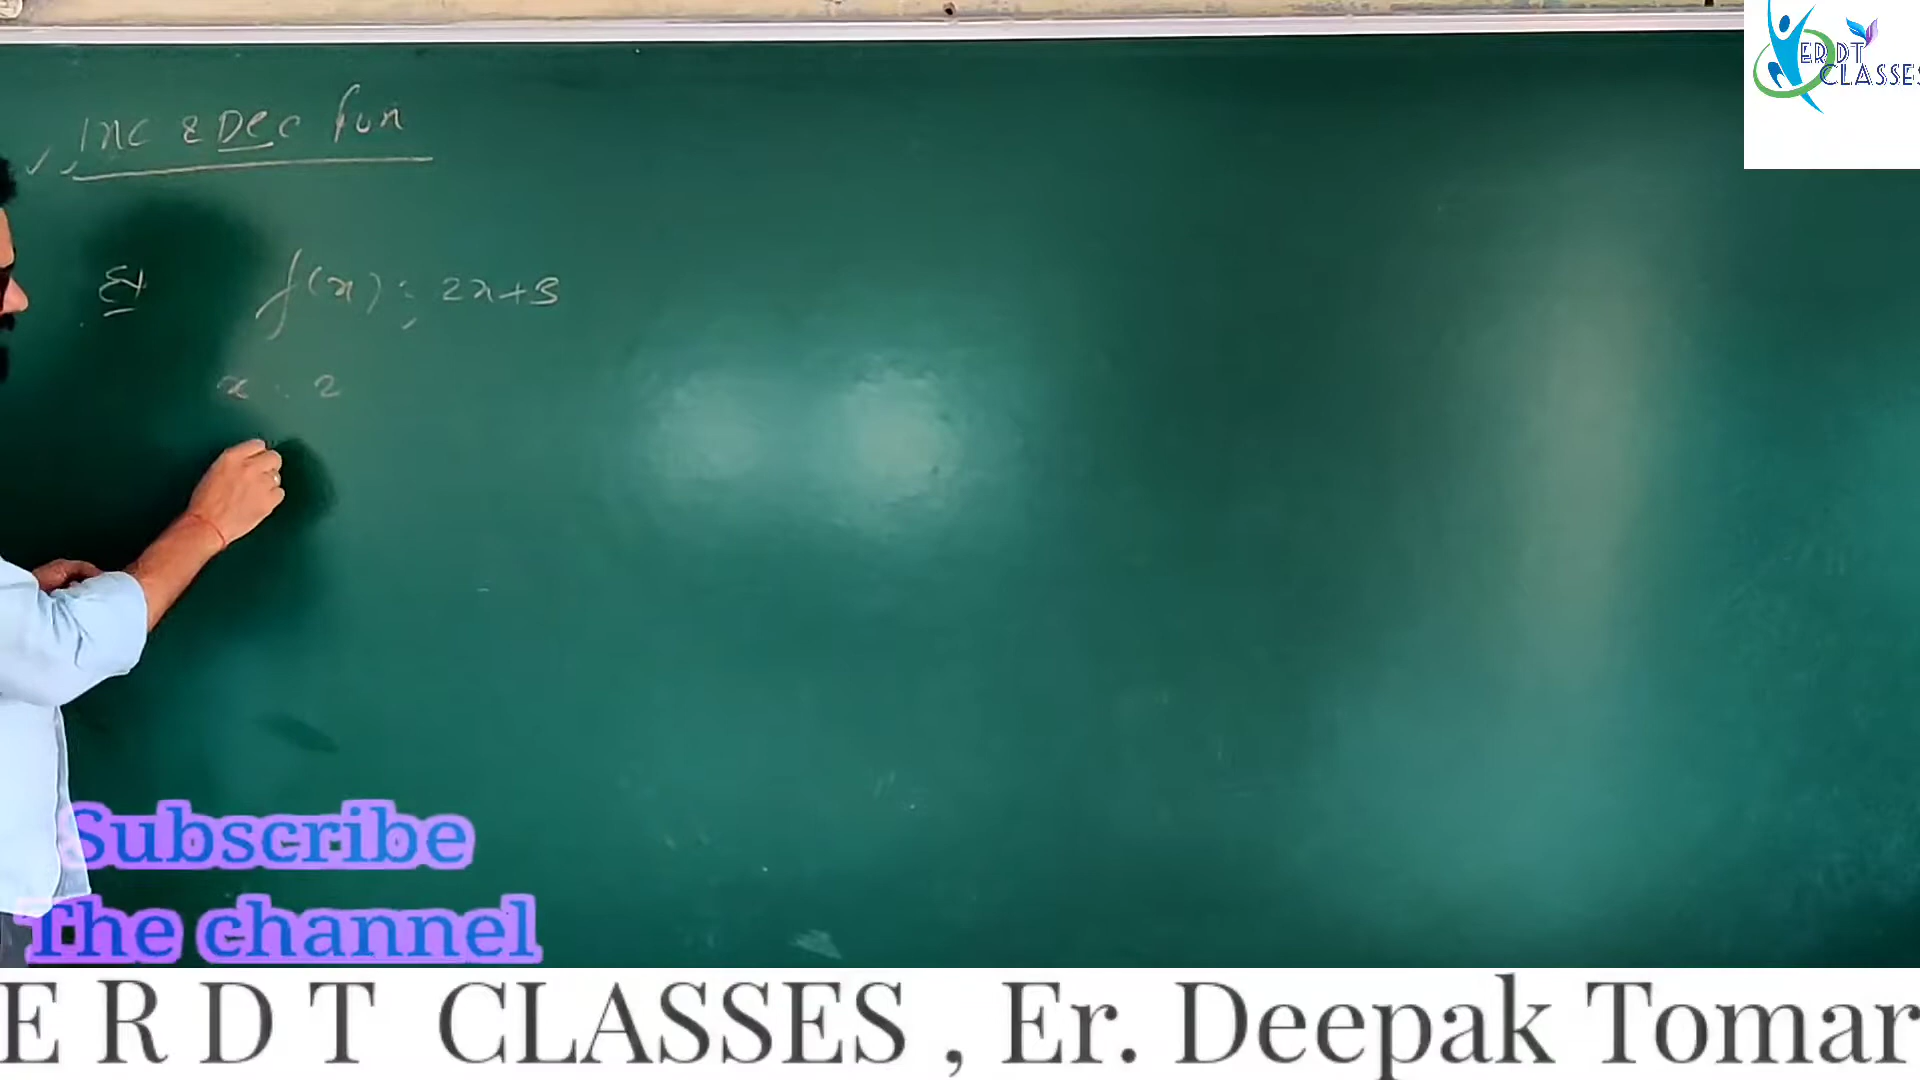 ER DT
CLASSES
Inc & Dec fun
Ex f(x) = 2x+3
x = 2
Subscribe
The channel
E R D T CLASSES , Er. Deepak Tomar